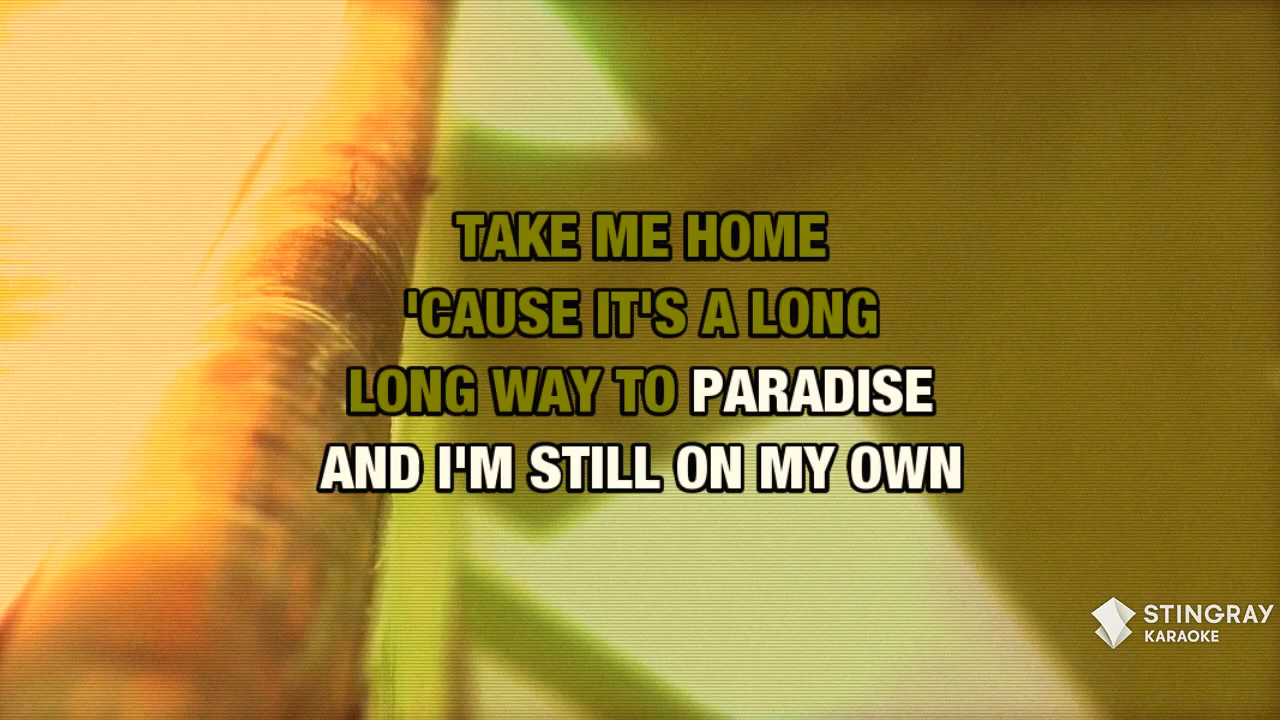 TAKE ME HOME
'CAUSE IT'S A LONG
LONG WAY TO PARADISE
AND I'M STILL ON MY OWN
STINGRAY
KARAOKE